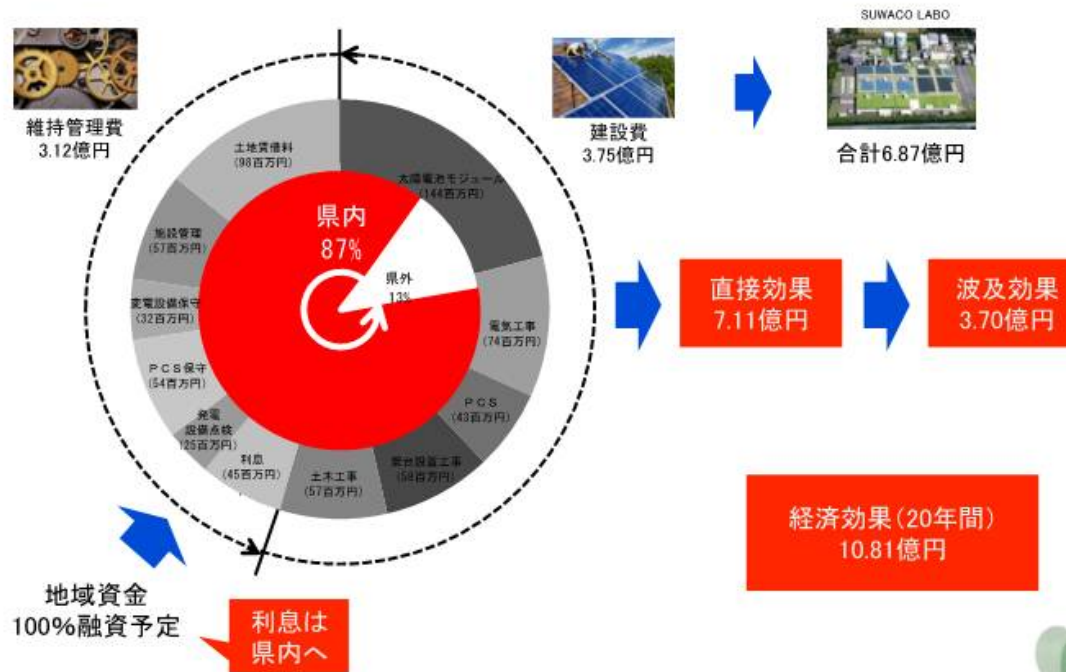 SUWACO LABO
維持管理費
3.12億円
建設費
3.75億円
合計6.87億円
土地賃借料
(98百万円)
太陽電池モジュール
(144百万円)
施設管理
(57百万円)
県内
87%
県外
13%
変電設備保守
(32百万円)
電気工事
(74百万円)
直接効果
7.11億円
波及効果
3.70億円
PCS保守
(54百万円)
PCS
(43百万円)
発電
設備点検
(25百万円)
利息
(45百万円)
土木工事
(57百万円)
架台設置工事
(58百万円)
経済効果(20年間)
10.81億円
地域資金
100%融資予定
利息は
県内へ